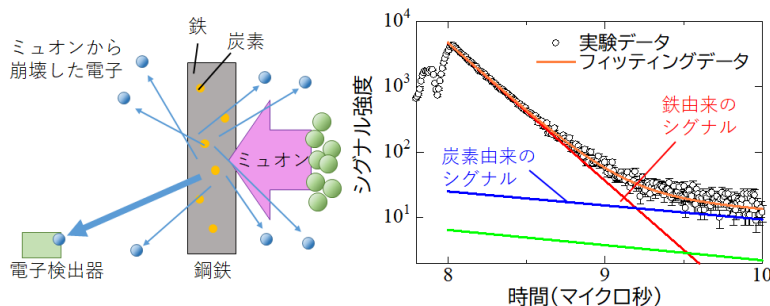 ミュオンから
崩壊した電子
鉄
炭素
ミュオン
電子検出器
鋼鉄
シグナル強度
10⁴
10³
10²
10¹
実験データ
フィッティングデータ
鉄由来の
シグナル
炭素由来の
シグナル
8
9
10
時間(マイクロ秒)